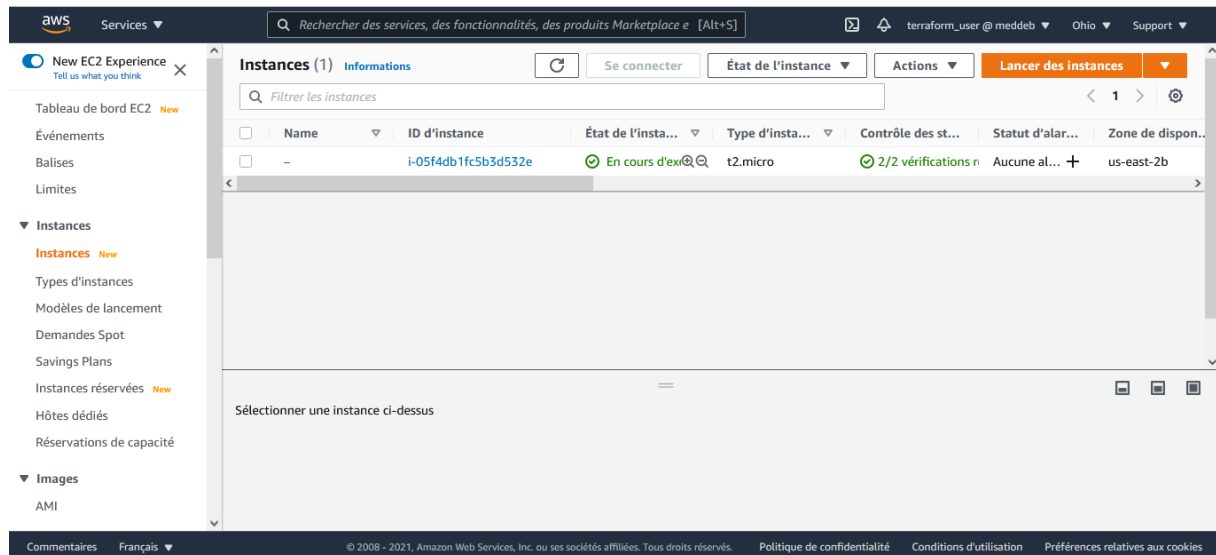 aws Services ▼ Rechercher des services, des fonctionnalités, des produits Marketplace e [Alt+S] terraform_user @ meddeb ▼ Ohio ▼ Support ▼
New EC2 Experience
Tell us what you think
Tableau de bord EC2 New
Événements
Balises
Limites
▼ Instances
Instances New
Types d'instances
Modèles de lancement
Demandes Spot
Savings Plans
Instances réservées New
Hôtes dédiés
Réservations de capacité
▼ Images
AMI
Instances (1) Informations Se connecter État de l'instance ▼ Actions ▼ Lancer des instances ▼
Filtrer les instances < 1 >
Name ID d'instance État de l'insta... Type d'insta... Contrôle des st... Statut d'alar... Zone de dispon...
– i-05f4db1fc5b3d532e En cours d'exé t2.micro 2/2 vérifications r Aucune al... + us-east-2b
Sélectionner une instance ci-dessus
Commentaires Français ▼ © 2008 - 2021, Amazon Web Services, Inc. ou ses sociétés affiliées. Tous droits réservés. Politique de confidentialité Conditions d'utilisation Préférences relatives aux cookies